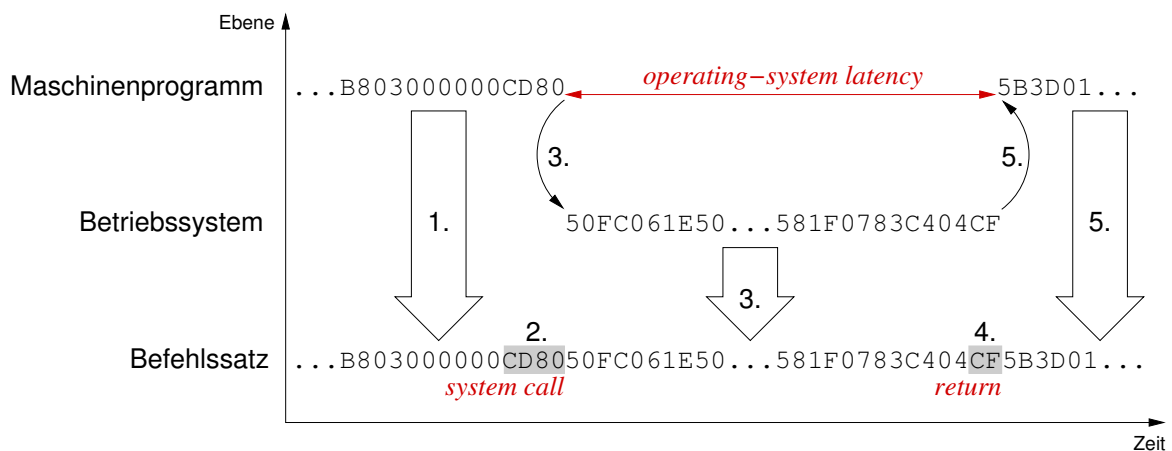 Ebene
Maschinenprogramm ...B803000000CD80 operating−system latency 5B3D01...
3. 5.
Betriebssystem 1. 50FC061E50...581F0783C404CF 5.
3.
2. 4.
Befehlssatz ...B803000000CD8050FC061E50...581F0783C404CF5B3D01...
system call return
Zeit